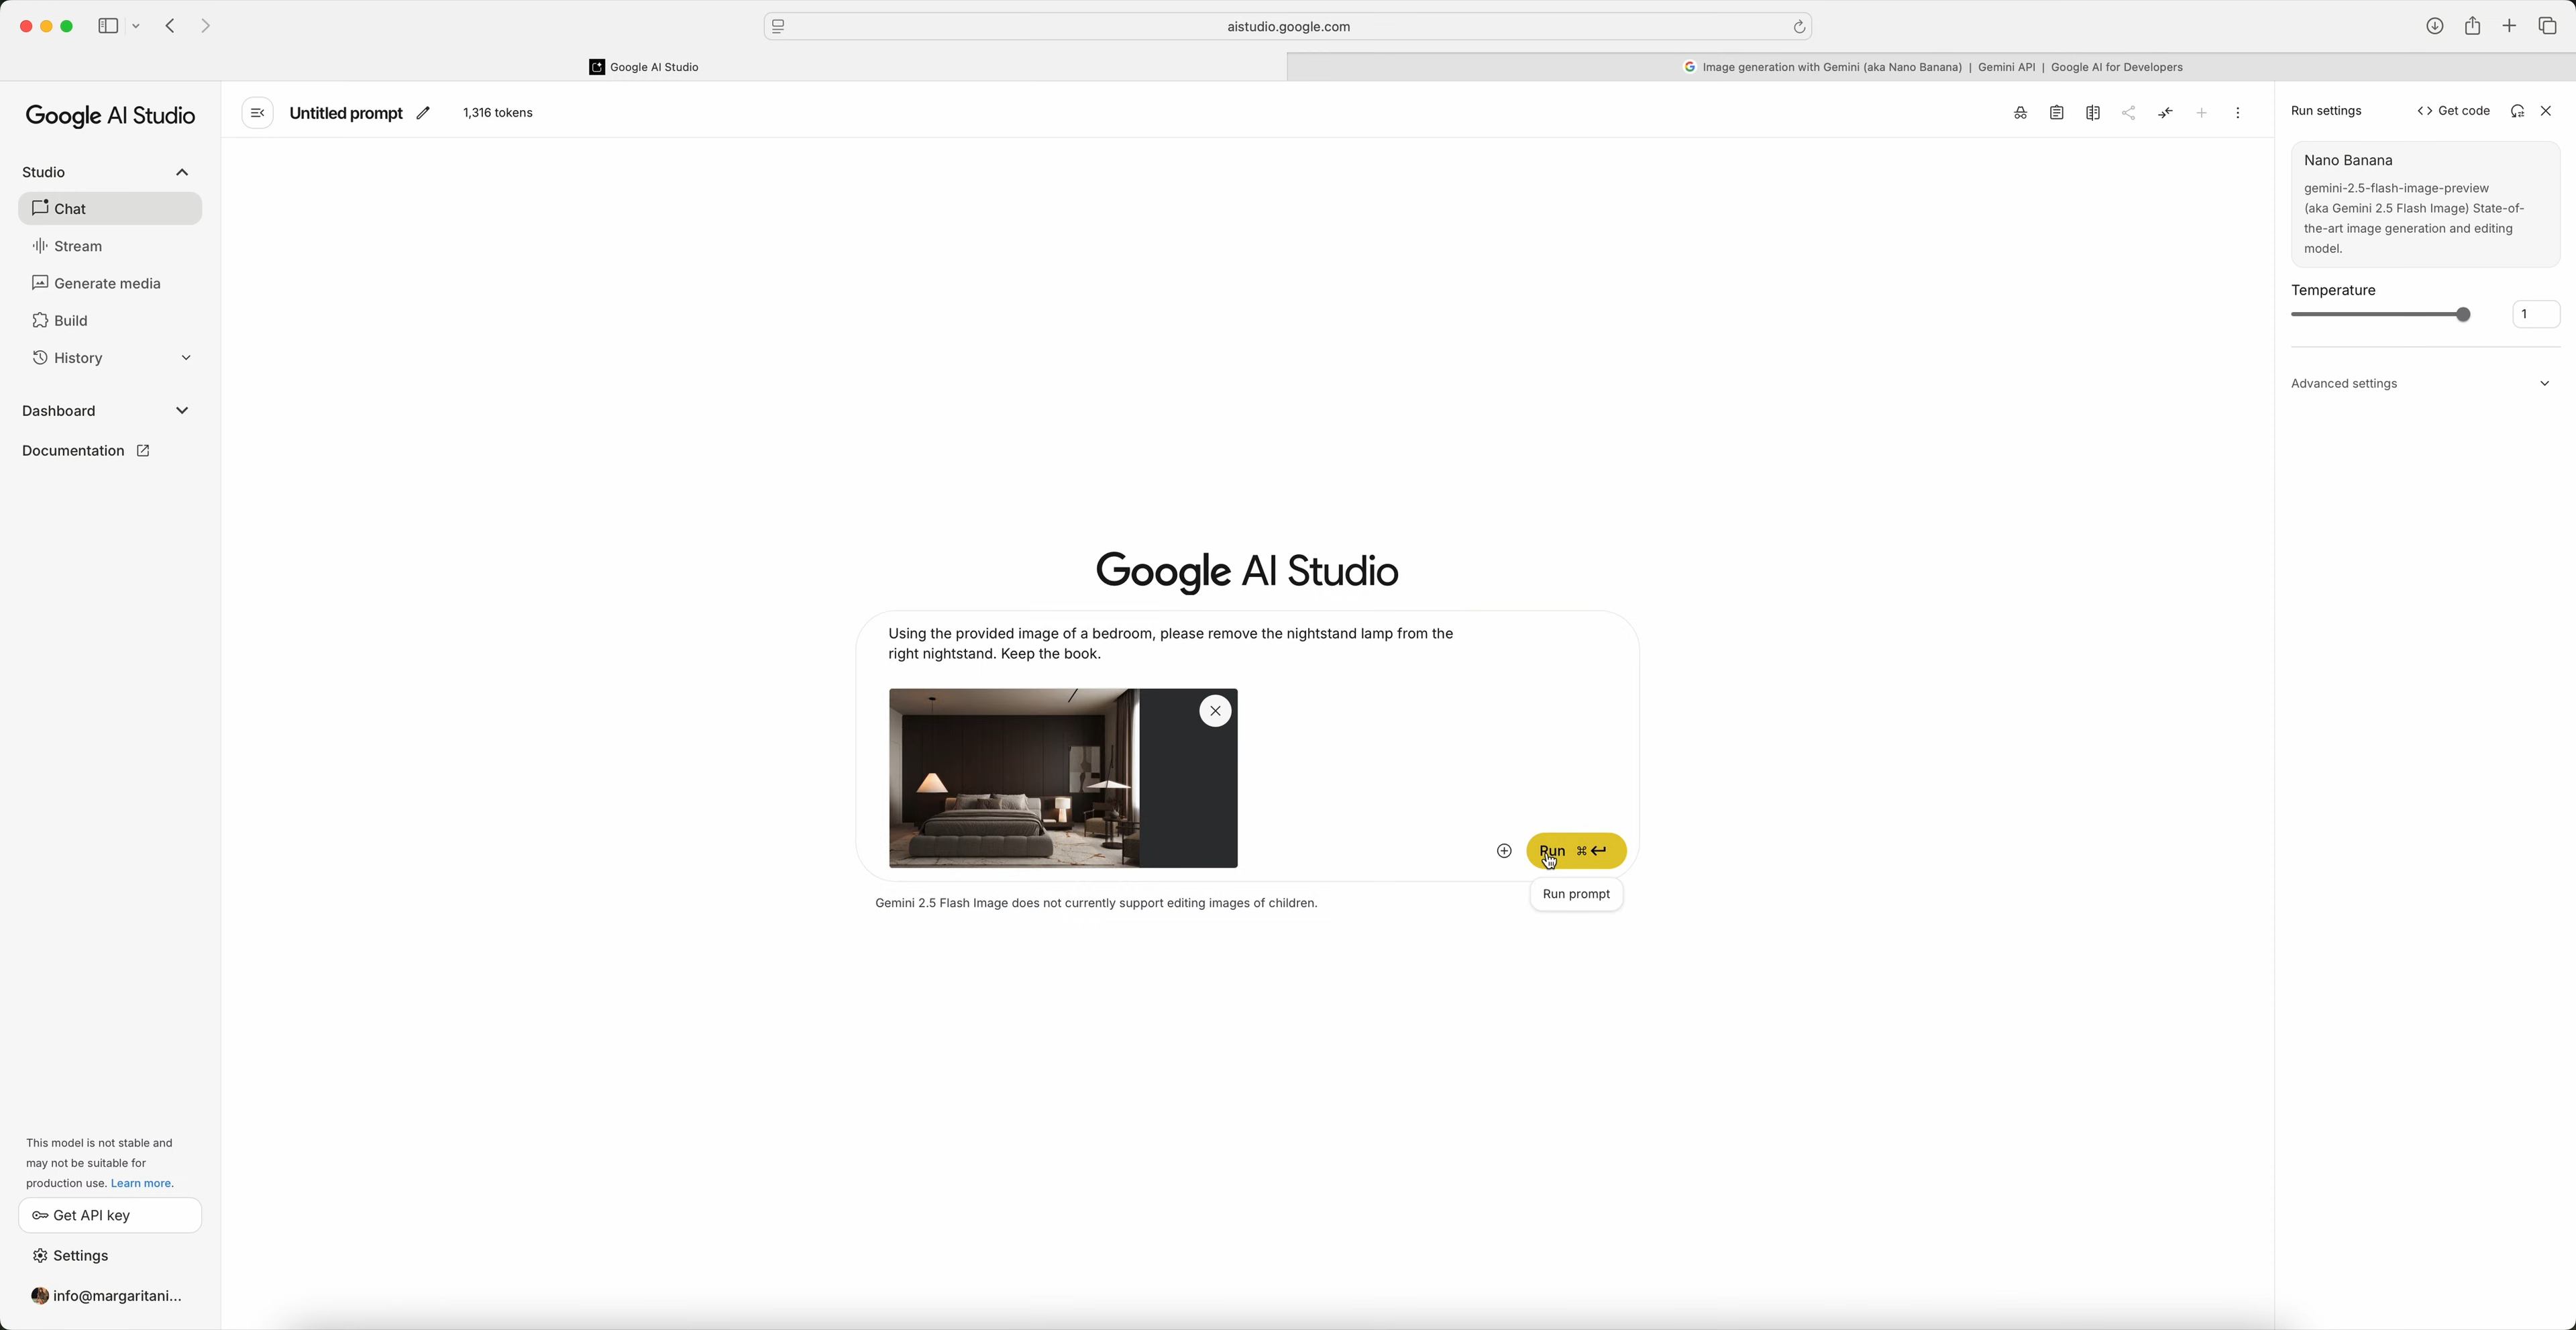 aistudio.google.com
Google AI Studio
Image generation with Gemini (aka Nano Banana) | Gemini API | Google AI for Developers
Google AI Studio
Studio
Chat
Stream
Generate media
Build
History
Dashboard
Documentation
This model is not stable and
may not be suitable for
production use. Learn more.
Get API key
Settings
info@margaritani...
Untitled prompt
1,316 tokens
Google AI Studio
Using the provided image of a bedroom, please remove the nightstand lamp from the
right nightstand. Keep the book.
Run ⌘
Run prompt
Gemini 2.5 Flash Image does not currently support editing images of children.
Run settings
Get code
Nano Banana
gemini-2.5-flash-image-preview
(aka Gemini 2.5 Flash Image) State-of-
the-art image generation and editing
model.
Temperature
1
Advanced settings